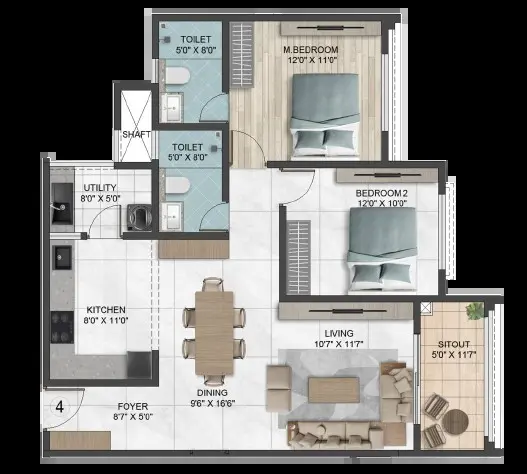 TOILET
5'0" X 8'0"
M.BEDROOM
12'0" X 11'0"
SHAFT
TOILET
5'0" X 8'0"
UTILITY
8'0" X 5'0"
BEDROOM2
12'0" X 10'0"
KITCHEN
8'0" X 11'0"
LIVING
10'7" X 11'7"
SITOUT
5'0" X 11'7"
DINING
9'6" X 16'6"
4
FOYER
8'7" X 5'0"